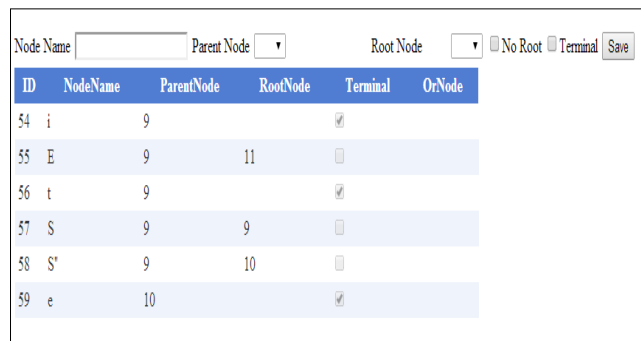 Node Name Parent Node Root Node No Root Terminal Save
ID NodeName ParentNode RootNode Terminal OrNode
54 i 9
55 E 9 11
56 t 9
57 S 9 9
58 S" 9 10
59 e 10